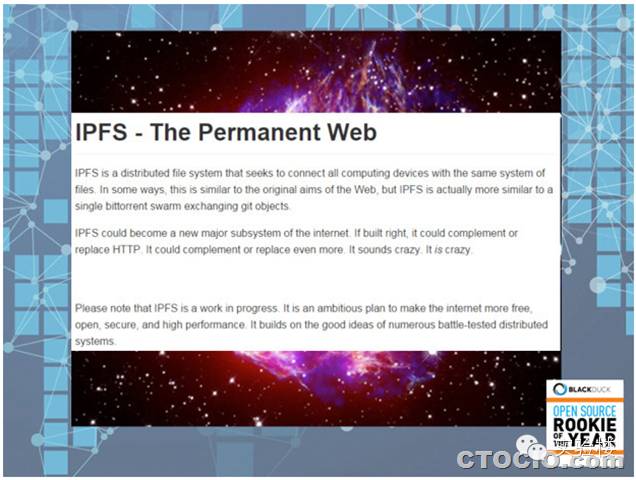 IPFS - The Permanent Web
IPFS is a distributed file system that seeks to connect all computing devices with the same system of
files. In some ways, this is similar to the original aims of the Web, but IPFS is actually more similar to a
single bittorrent swarm exchanging git objects.
IPFS could become a new major subsystem of the internet. If built right, it could complement or
replace HTTP. It could complement or replace even more. It sounds crazy. It is crazy.
Please note that IPFS is a work in progress. It is an ambitious plan to make the internet more free,
open, secure, and high performance. It builds on the good ideas of numerous battle-tested distributed
systems.
BLACKDUCK
OPEN SOURCE
ROOKIE
OF THE YEAR
CTOCIO.com